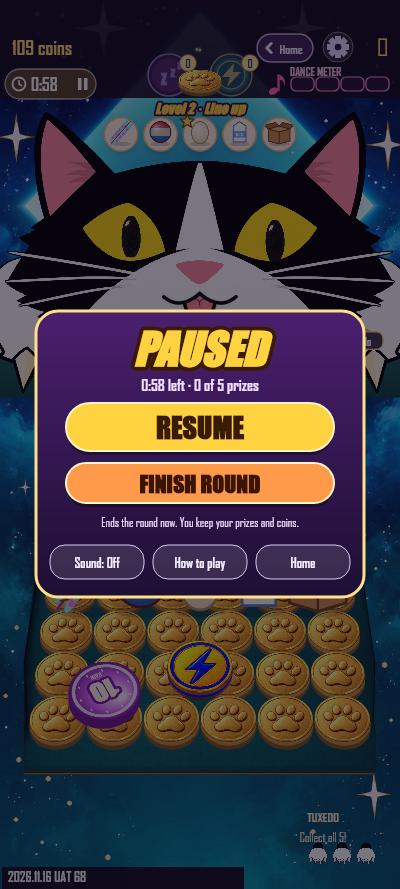 109 coins
Home
0
0
DANCE METER
0:58
Level 2 · Line up
PAUSED
0:58 left · 0 of 5 prizes
RESUME
FINISH ROUND
Ends the round now. You keep your prizes and coins.
Sound: Off
How to play
Home
10
TUXEDO
Collect all 5!
2026.11.16 UAT 68